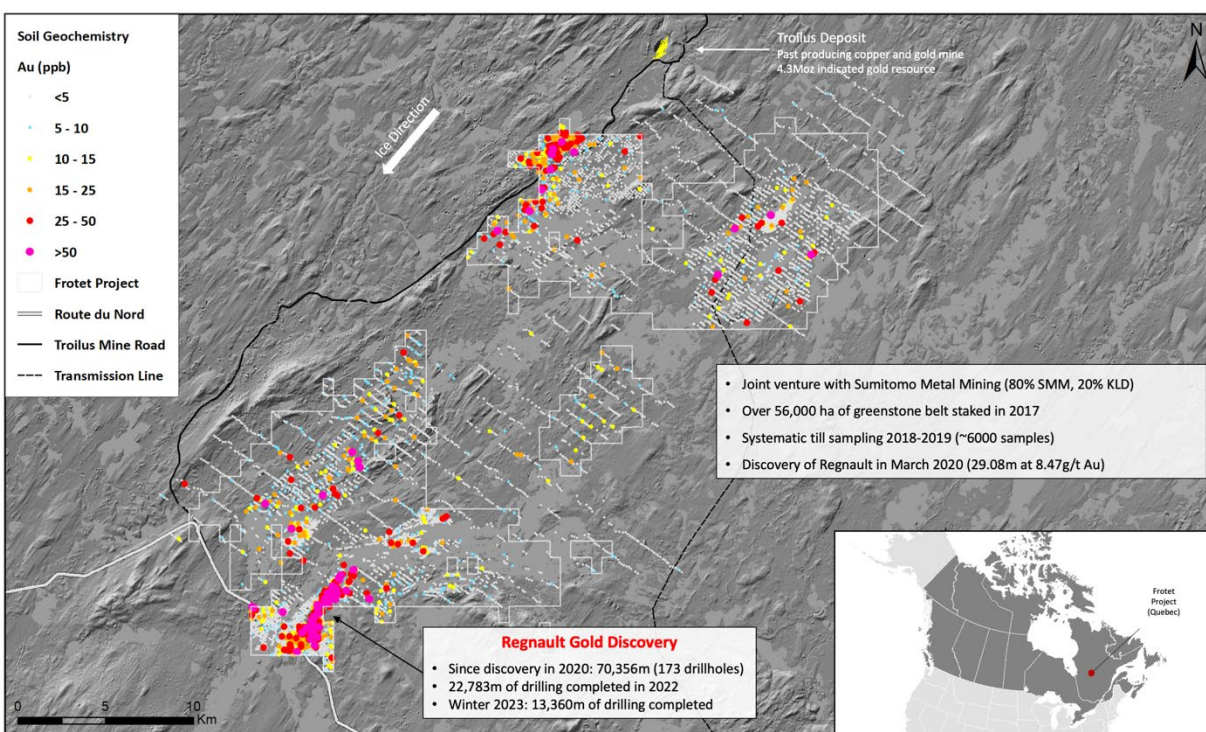 Soil Geochemistry
Au (ppb)
<5
5 - 10
10 - 15
15 - 25
25 - 50
>50
Frotet Project
Route du Nord
Troilus Mine Road
Transmission Line
Ice Direction
Troilus Deposit
Past producing copper and gold mine
4.3Moz indicated gold resource
N
• Joint venture with Sumitomo Metal Mining (80% SMM, 20% KLD)
• Over 56,000 ha of greenstone belt staked in 2017
• Systematic till sampling 2018-2019 (~6000 samples)
• Discovery of Regnault in March 2020 (29.08m at 8.47g/t Au)
Regnault Gold Discovery
• Since discovery in 2020: 70,356m (173 drillholes)
• 22,783m of drilling completed in 2022
• Winter 2023: 13,360m of drilling completed
0 5 10
Km
Frotet
Project
(Quebec)